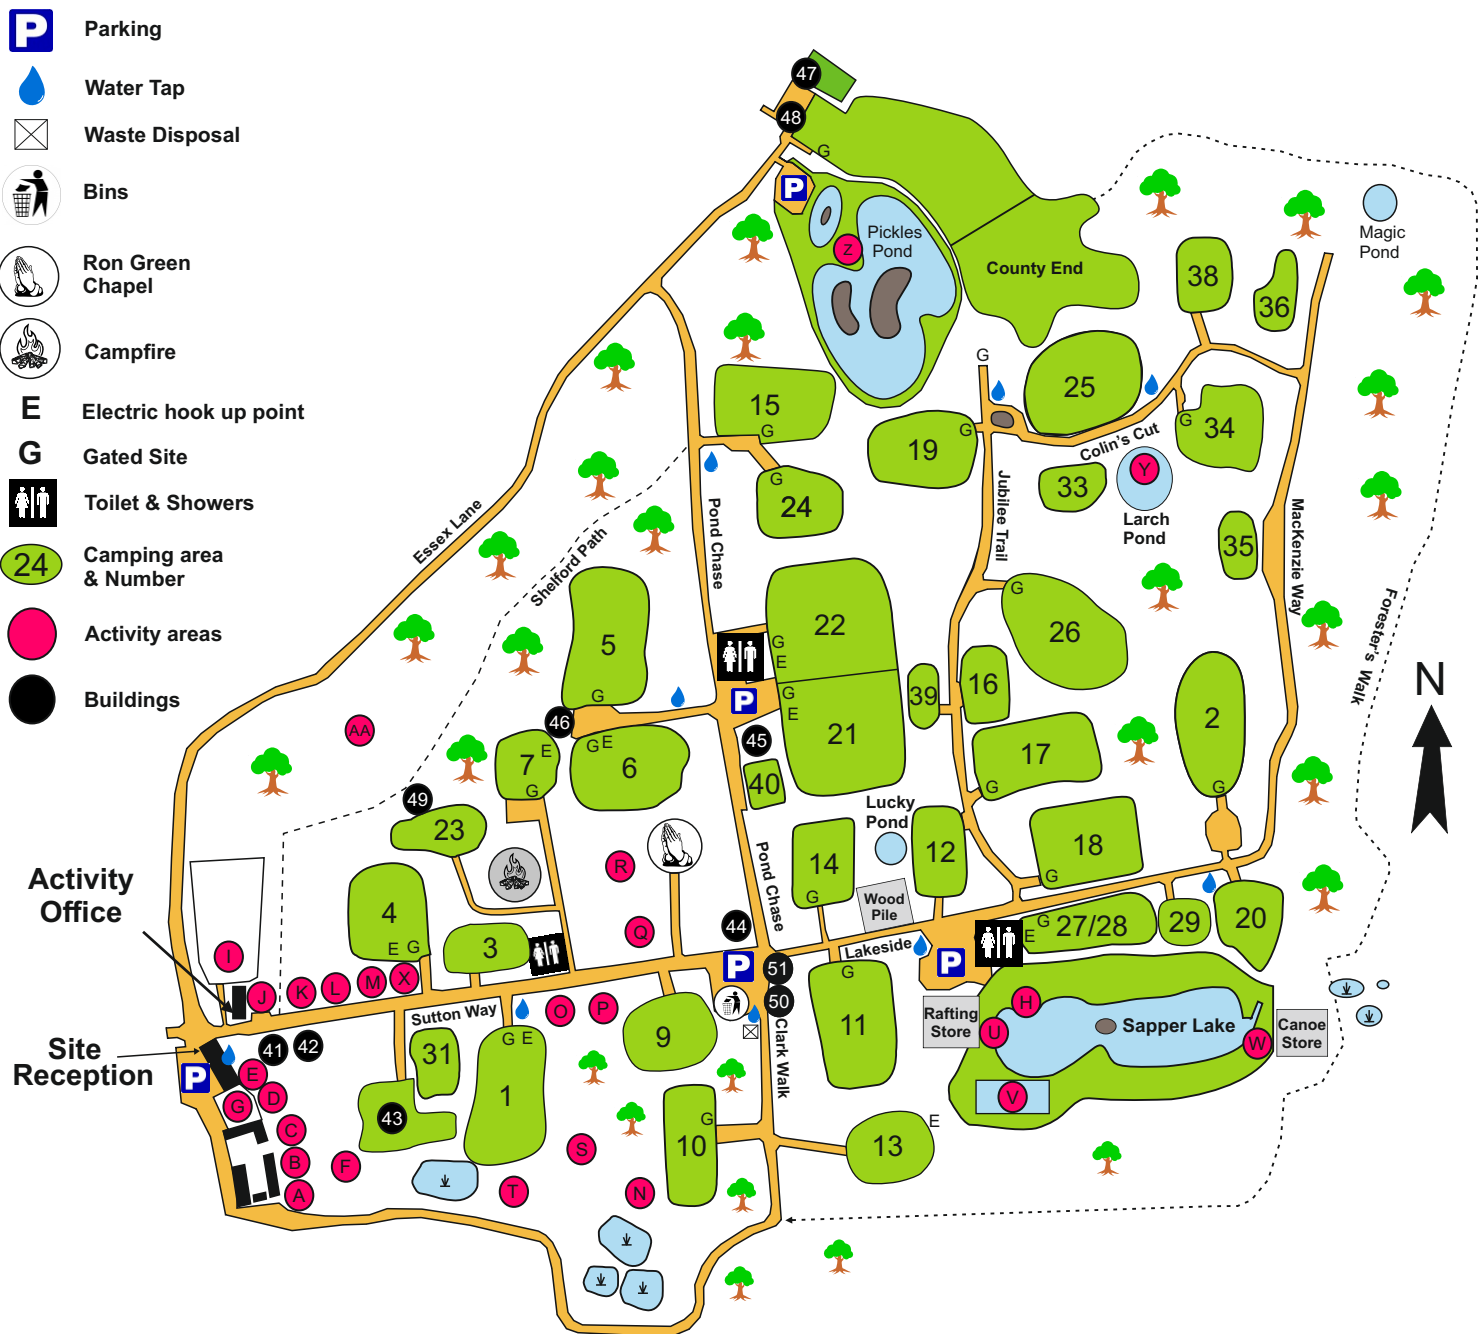 P
Parking
Water Tap
Waste Disposal
Bins
Ron Green
Chapel
Campfire
E
Electric hook up point
G
Gated Site
Toilet & Showers
24
Camping area
& Number
Activity areas
Buildings
47
48
G
P
Z
Pickles
Pond
County End
Magic
Pond
38
36
G
25
15
G
19
G
34
G
Colin's Cut
Y
33
Larch
Pond
24
G
Essex Lane
Shelford Path
Pond Chase
Jubilee Trail
35
MacKenzie Way
Forester's Walk
N
5
G
22
G
E
G
E
21
P
26
G
16
39
2
G
46
7
E
G
6
G E
45
40
17
G
AA
49
23
Lucky
Pond
14
G
12
18
G
Pond Chase
R
Q
44
Wood
Pile
Activity
Office
4
E G
3
I
J
K
L
M
X
P
51
50
Lakeside
P
E
G
27/28
29
20
Sutton Way
O
P
9
11
G
Clark Walk
Rafting
Store
H
U
Sapper Lake
W
Canoe
Store
V
Site
Reception
P
41
42
E
D
G
C
B
A
F
31
43
1
G E
S
T
N
10
G
13
E